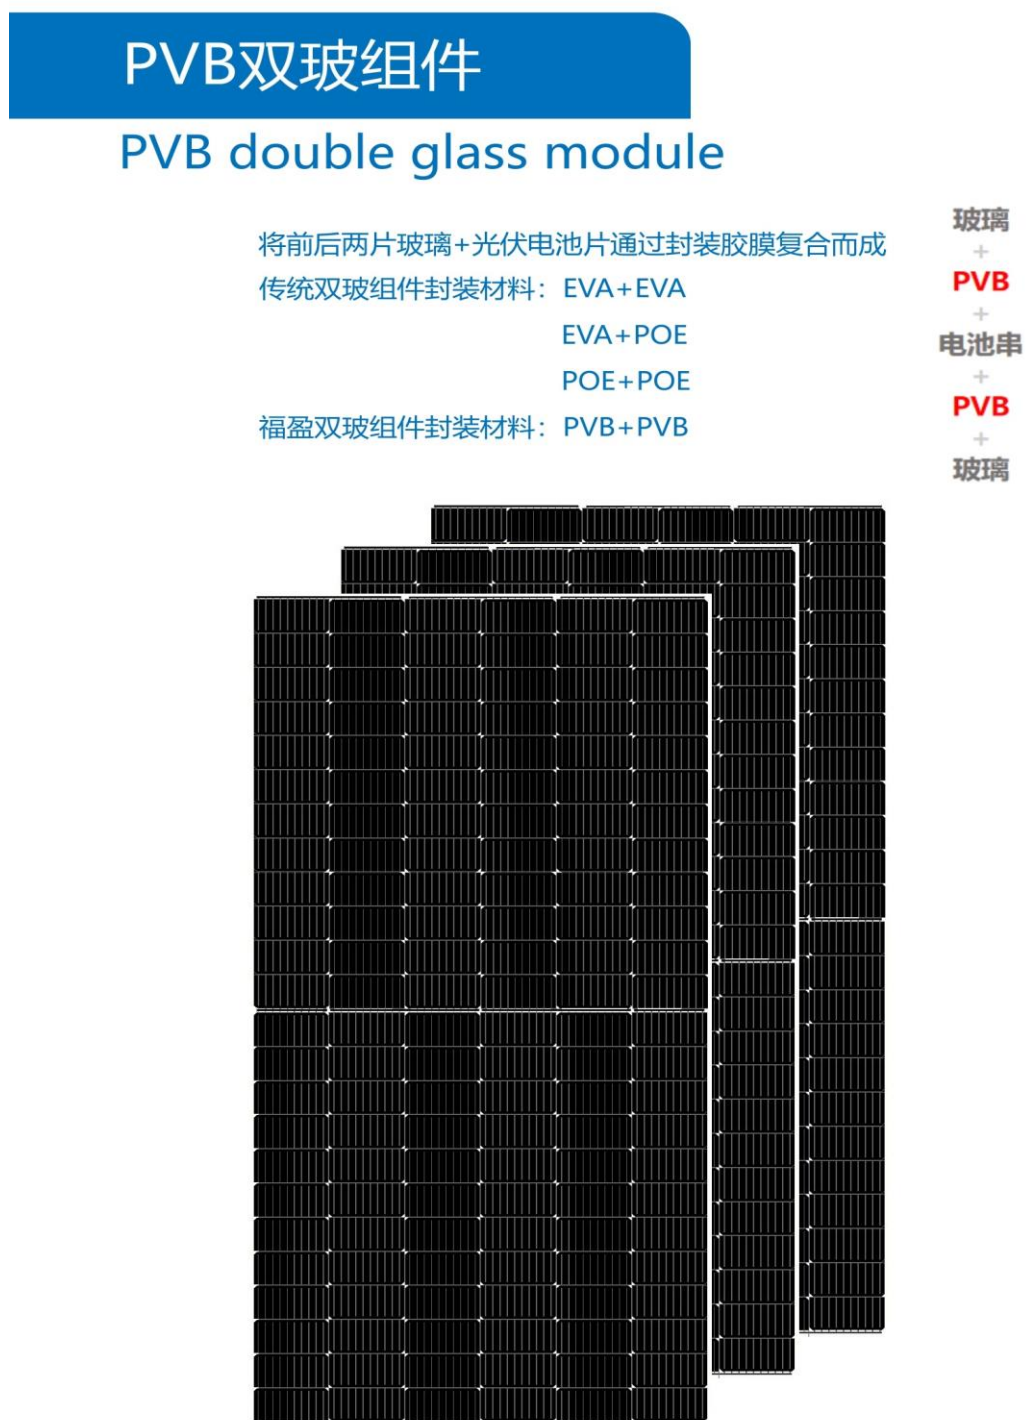 PVB双玻组件
PVB double glass module
将前后两片玻璃+光伏电池片通过封装胶膜复合而成
传统双玻组件封装材料：EVA+EVA
EVA+POE
POE+POE
福盈双玻组件封装材料：PVB+PVB
玻璃
+
PVB
+
电池串
+
PVB
+
玻璃